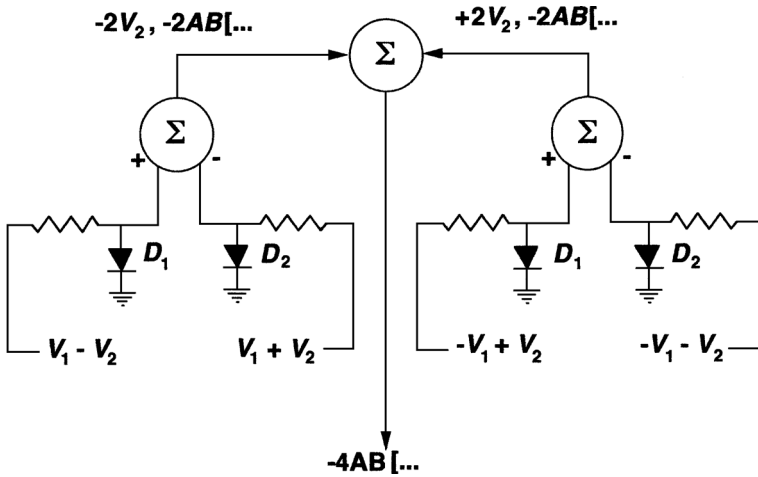 -2V₂, -2AB[...
+2V₂, -2AB[...
Σ
Σ
Σ
+ -
+ -
D₁
D₂
D₁
D₂
V₁ - V₂
V₁ + V₂
-V₁ + V₂
-V₁ - V₂
-4AB[...